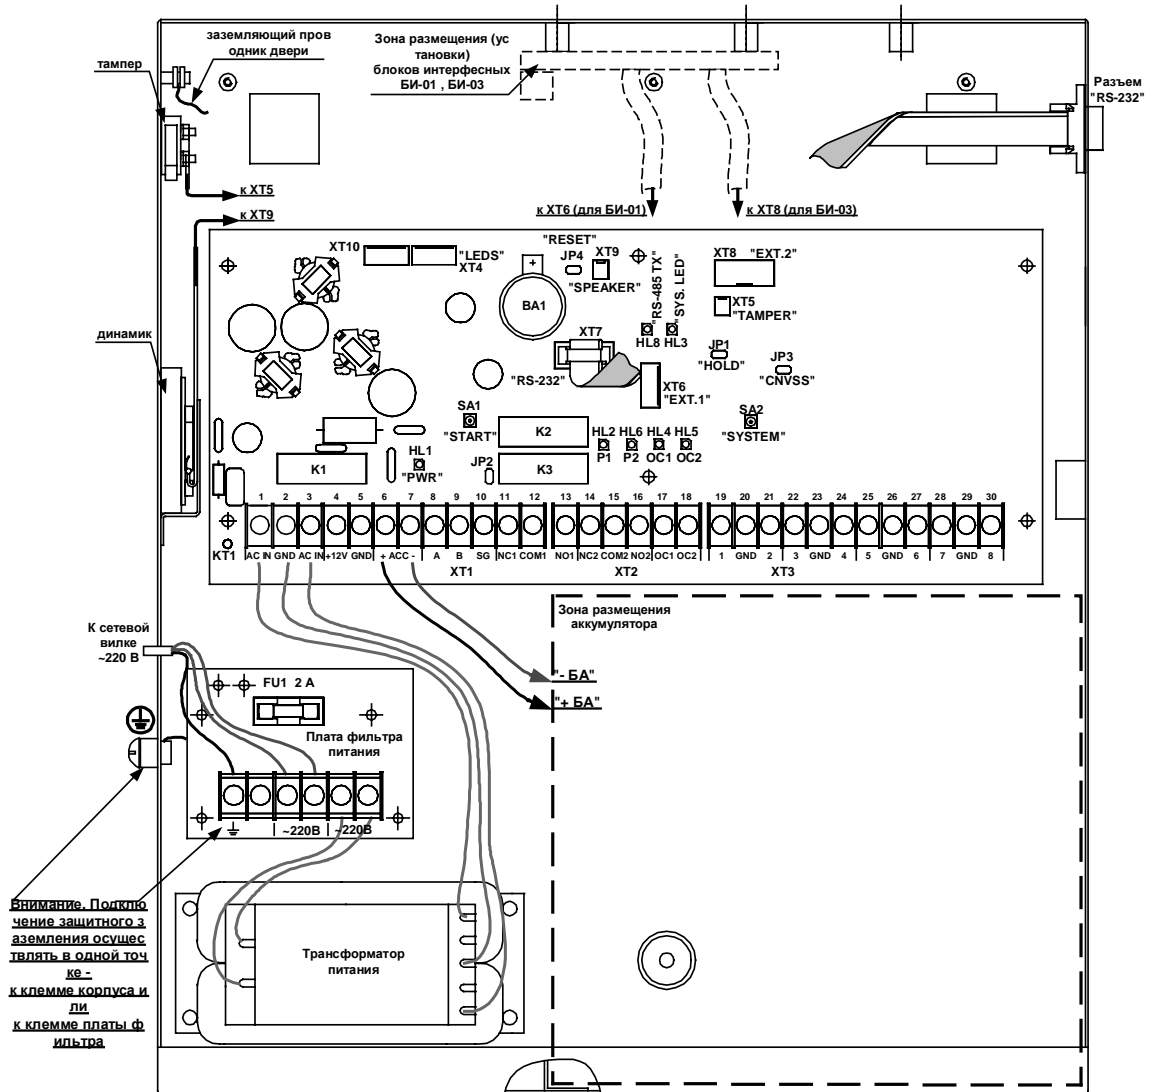 заземляющий пров
одник двери
тампер
Зона размещения (ус
тановки)
блоков интерфесных
БИ-01 , БИ-03
Разъем
"RS-232"
к XT5
к XT9
к XT6 (для БИ-01)
к XT8 (для БИ-03)
динамик
XT10
"LEDS"
XT4
"RESET"
JP4
XT9
"SPEAKER"
+
BA1
"RS-485 TX"
"SYS. LED"
HL8 HL3
XT8 "EXT.2"
XT5
"TAMPER"
XT7
"RS-232"
JP1
"HOLD"
JP3
"CNVSS"
XT6
"EXT.1"
SA1
"START"
SA2
"SYSTEM"
K2
HL2 HL6 HL4 HL5
P1 P2 OC1 OC2
K1
HL1
"PWR"
JP2
K3
1 2 3 4 5 6 7 8 9 10 11 12 13 14 15 16 17 18 19 20 21 22 23 24 25 26 27 28 29 30
KT1
AC IN GND AC IN +12V GND + ACC - A B SG NC1 COM1 NO1 NC2 COM2 NO2 OC1 OC2 1 GND 2 3 GND 4 5 GND 6 7 GND 8
XT1
XT2
XT3
Зона размещения
аккумулятора
К сетевой
вилке
~220 В
"- БА"
"+ БА"
FU1 2 A
Плата фильтра
питания
~220В
~220В
Внимание. Подклю
чение защитного з
аземления осущес
твлять в одной точ
ке -
к клемме корпуса и
ли
к клемме платы ф
ильтра
Трансформатор
питания